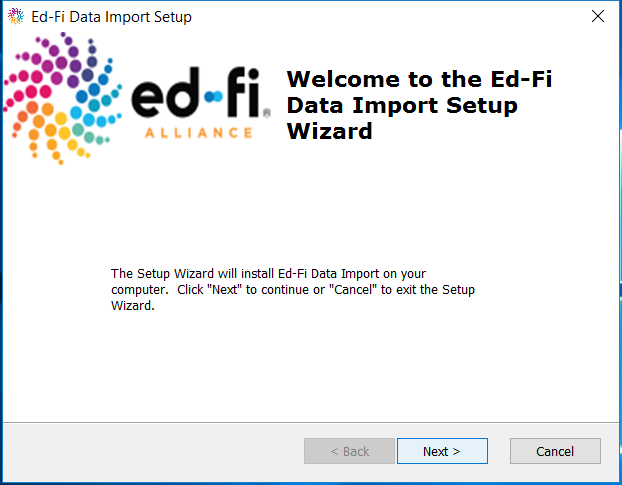 Ed-Fi Data Import Setup
ed-fi®
ALLIANCE
Welcome to the Ed-Fi
Data Import Setup
Wizard
The Setup Wizard will install Ed-Fi Data Import on your
computer.  Click "Next" to continue or "Cancel" to exit the Setup
Wizard.
< Back
Next >
Cancel